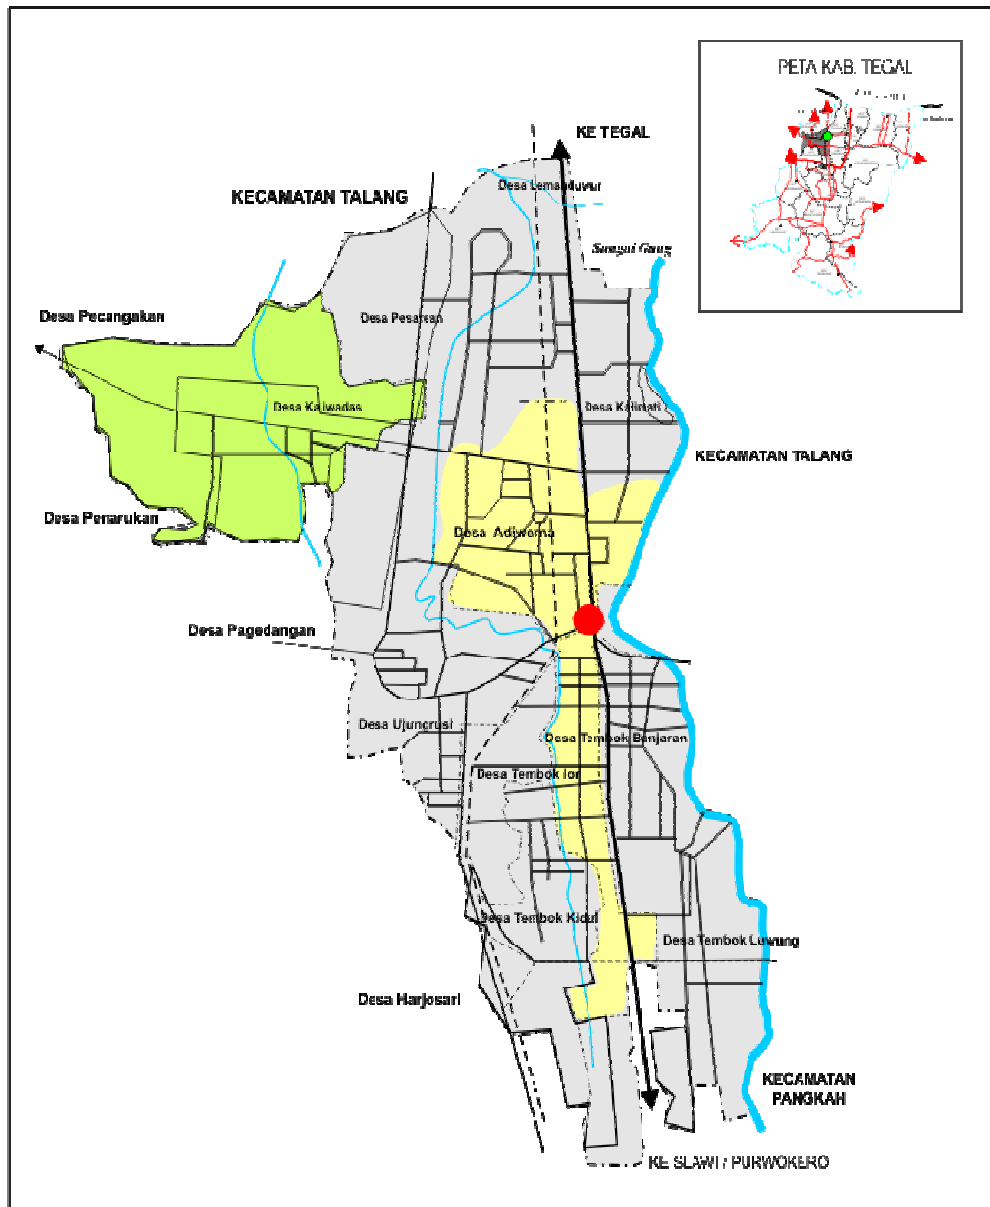 PETA KAB. TEGAL
KE TEGAL
KECAMATAN TALANG
Desa Lemahduwur
Sungai Gung
Desa Pecangakan
Desa Pesarean
Desa Kaliwadas
Desa Kalimati
KECAMATAN TALANG
Desa Penarukan
Desa Adiwerna
Desa Pagedangan
Desa Ujungrusi
Desa Tembok Banjaran
Desa Tembok lor
Desa Tembok Kidul
Desa Tembok Luwung
Desa Harjosari
KECAMATAN
PANGKAH
KE SLAWI / PURWOKERO